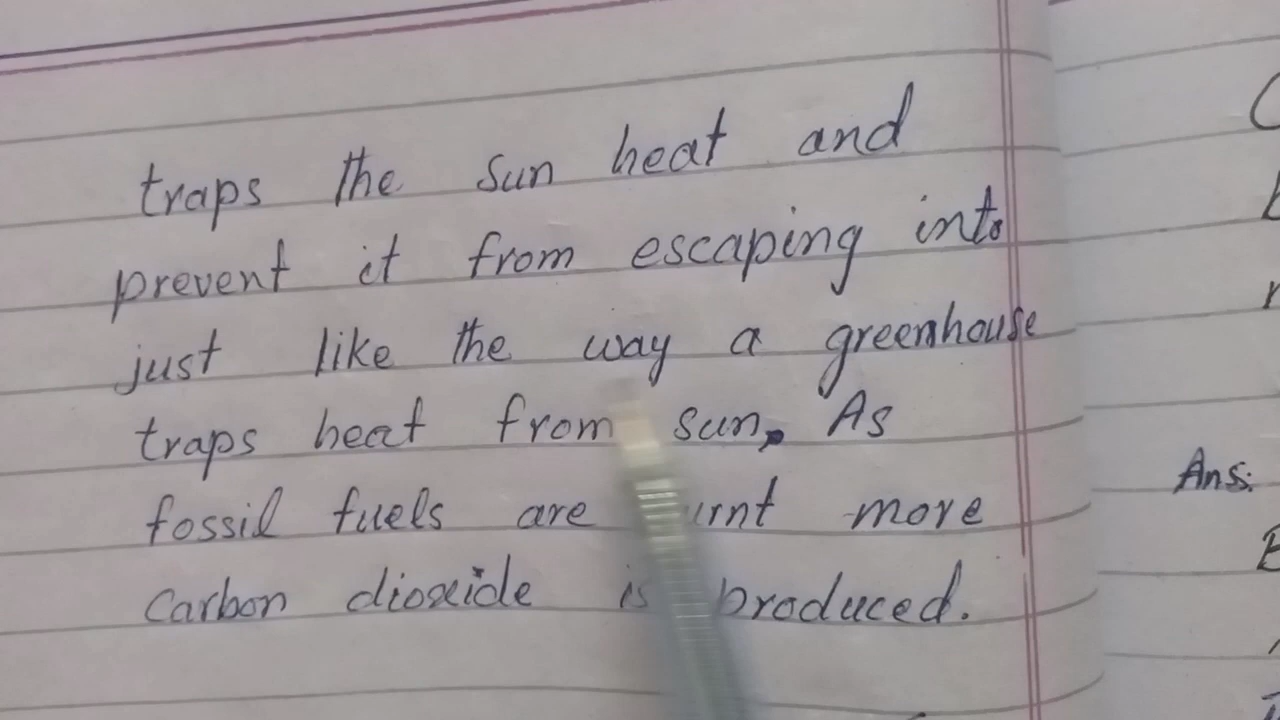 traps the sun heat and
prevent it from escaping into
just like the way a greenhouse
traps heat from sun. As
fossil fuels are more
Carbon dioxide is produced.
Ans: